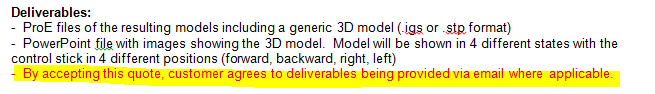 Deliverables:
- ProE files of the resulting models including a generic 3D model (.igs or .stp format)
- PowerPoint file with images showing the 3D model. Model will be shown in 4 different states with the
control stick in 4 different positions (forward, backward, right, left)
- By accepting this quote, customer agrees to deliverables being provided via email where applicable.